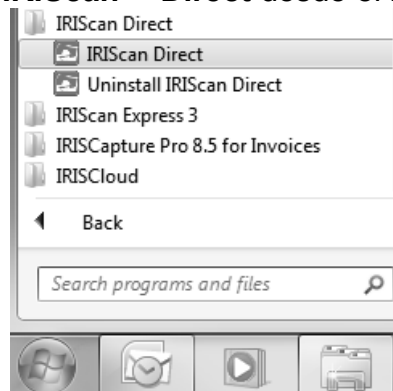 IRIScan Direct
IRIScan Direct
Uninstall IRIScan Direct
IRIScan Express 3
IRISCapture Pro 8.5 for Invoices
IRISCloud
Back
Search programs and files